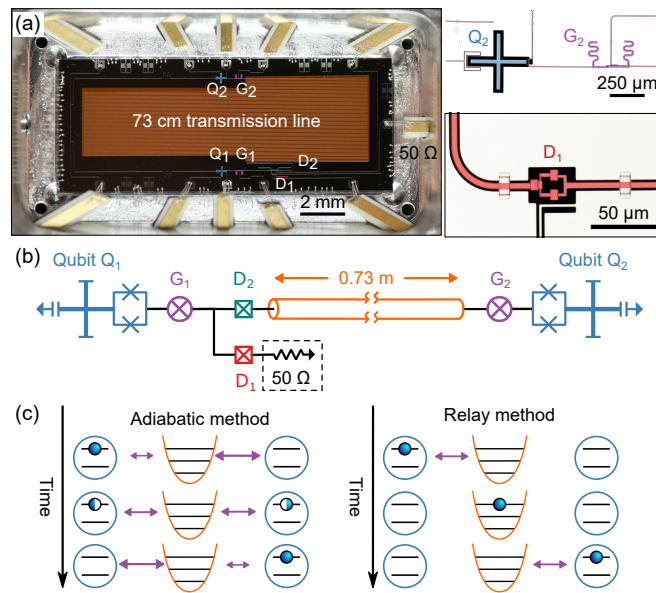 (a)
Q2 G2
73 cm transmission line
50 Ω
Q1 G1
D2
D1
2 mm
Q2
G2
250 μm
D1
50 μm
(b)
Qubit Q1
G1
D2
0.73 m
G2
Qubit Q2
D1
50 Ω
(c)
Adiabatic method
Relay method
Time
Time